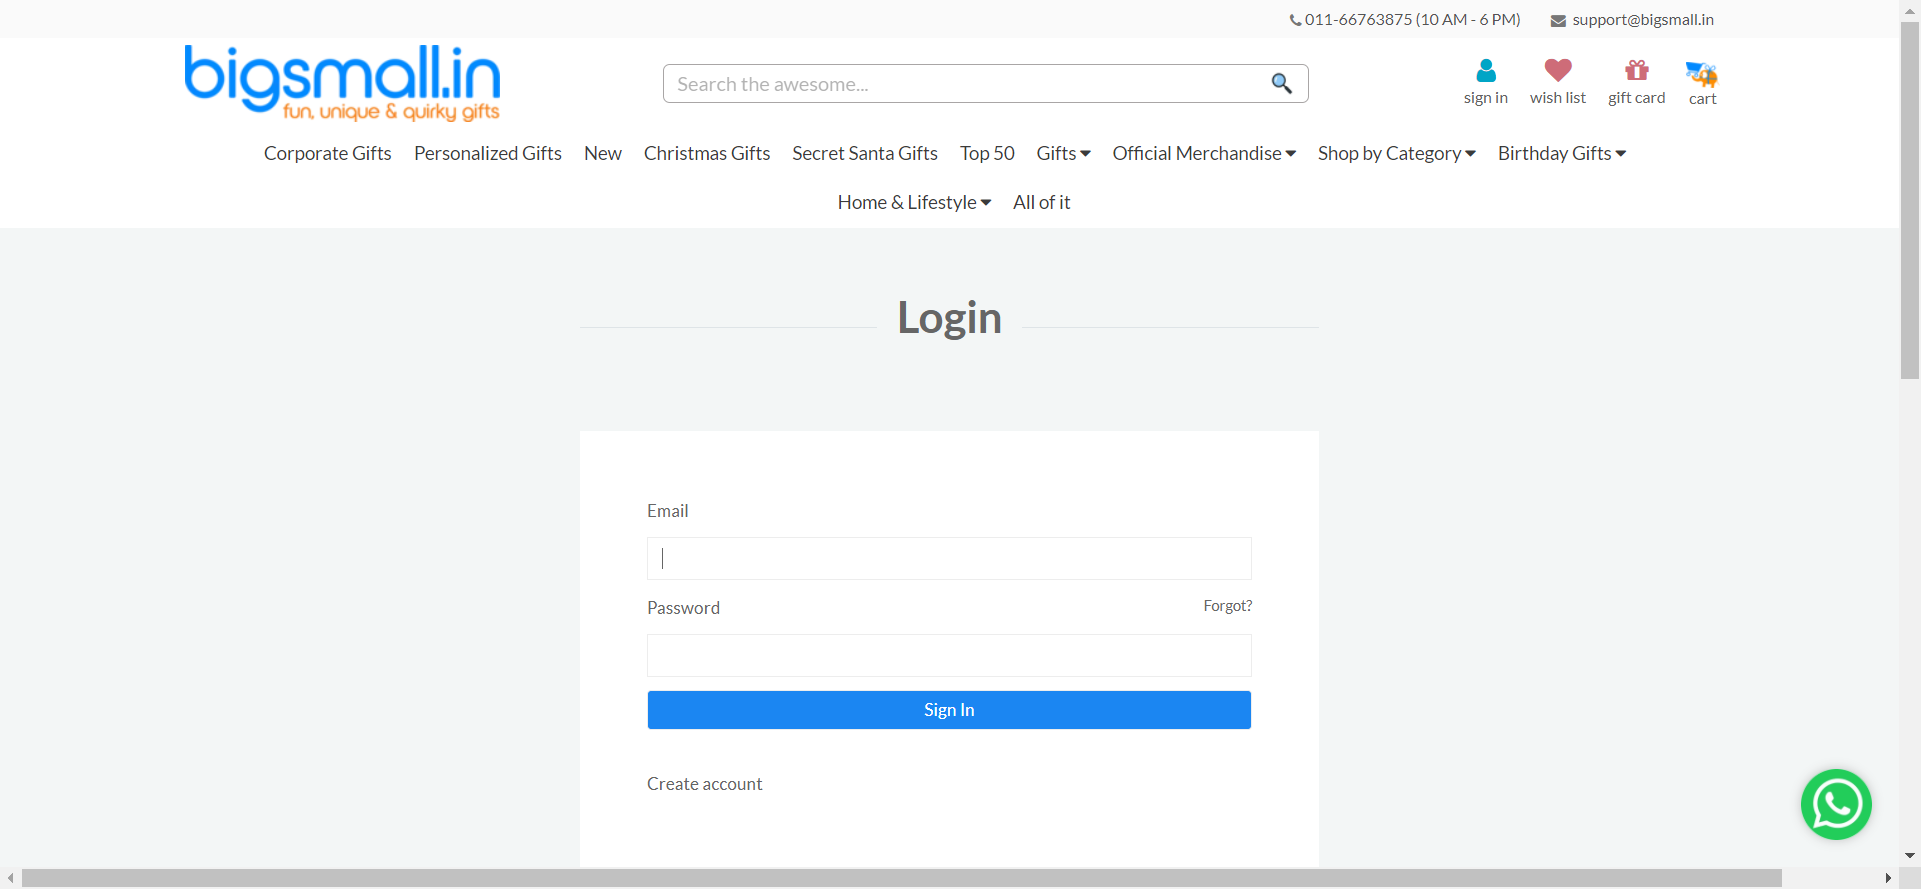 011-66763875 (10 AM - 6 PM) support@bigsmall.in
bigsmall.in
fun, unique & quirky gifts
Search the awesome...
sign in wish list gift card cart
Corporate Gifts Personalized Gifts New Christmas Gifts Secret Santa Gifts Top 50 Gifts Official Merchandise Shop by Category Birthday Gifts
Home & Lifestyle All of it
Login
Email
Password Forgot?
Sign In
Create account